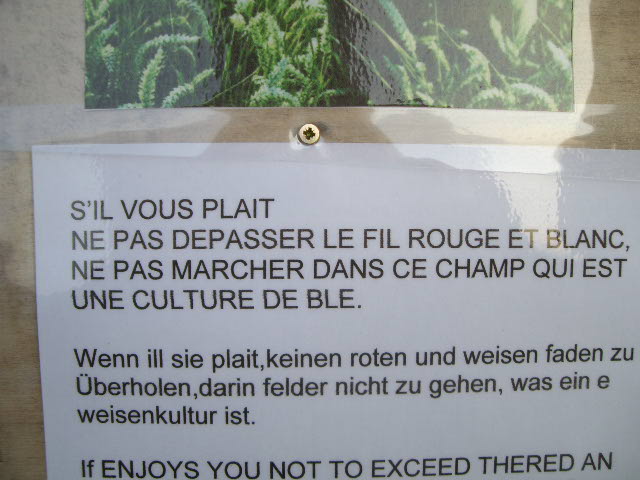 S'IL VOUS PLAIT
NE PAS DEPASSER LE FIL ROUGE ET BLANC,
NE PAS MARCHER DANS CE CHAMP QUI EST
UNE CULTURE DE BLE.
Wenn ill sie plait,keinen roten und weisen faden zu
Überholen,darin felder nicht zu gehen, was ein e
weisenkultur ist.
If ENJOYS YOU NOT TO EXCEED THERED AN